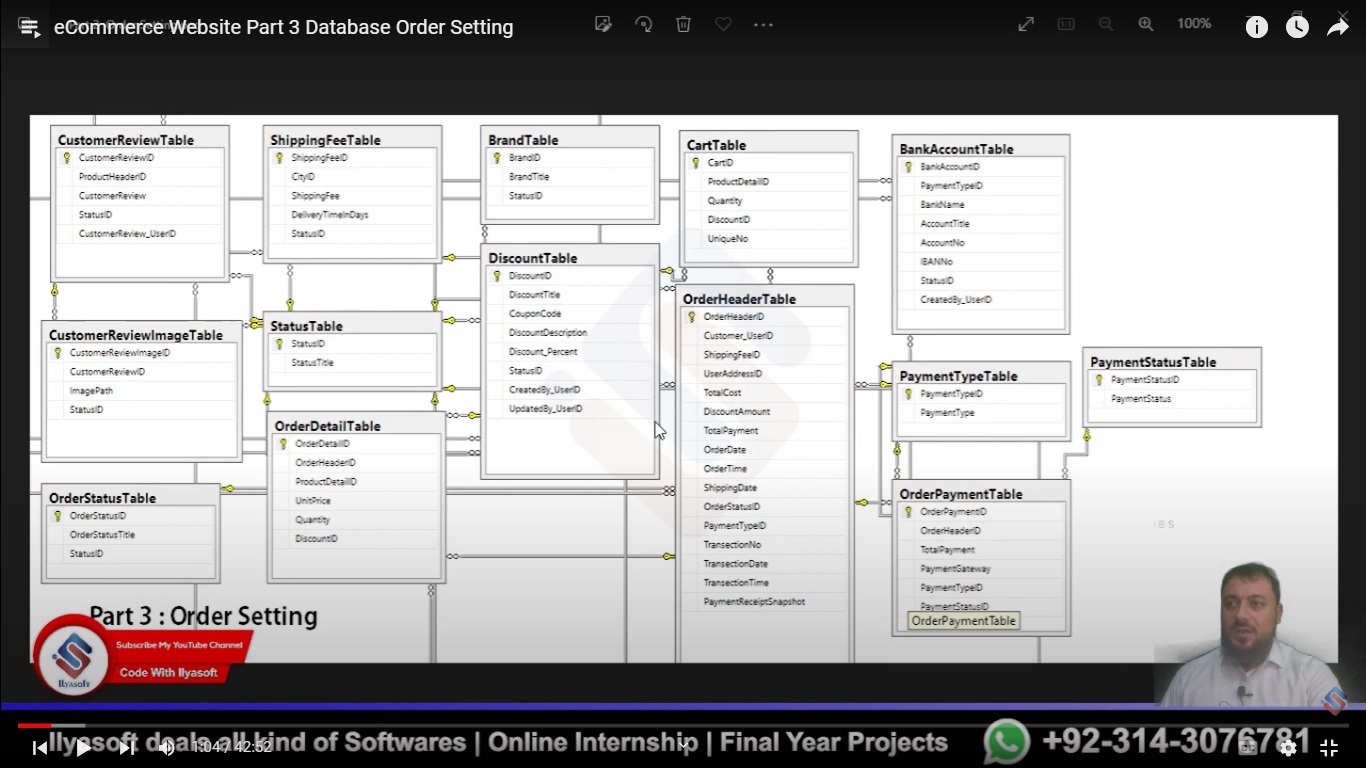 eCommerce Website Part 3 Database Order Setting
100%
CustomerReviewTable
CustomerReviewID
ProductHeaderID
CustomerReview
StatusID
CustomerReview_UserID
ShippingFeeTable
ShippingFeeID
CityID
ShippingFee
DeliveryTimeInDays
StatusID
BrandTable
BrandID
BrandTitle
StatusID
CartTable
CartID
ProductDetailID
Quantity
DiscountID
UniqueNo
BankAccountTable
BankAccountID
PaymentTypeID
BankName
AccountTitle
AccountNo
IBANNo
StatusID
CreatedBy_UserID
DiscountTable
DiscountID
DiscountTitle
CouponCode
DiscountDescription
Discount_Percent
StatusID
CreatedBy_UserID
UpdatedBy_UserID
OrderHeaderTable
OrderHeaderID
Customer_UserID
ShippingFeeID
UserAddressID
TotalCost
DiscountAmount
TotalPayment
OrderDate
OrderTime
ShippingDate
OrderStatusID
PaymentTypeID
TransectionNo
TransectionDate
TransectionTime
PaymentReceiptSnapshot
CustomerReviewImageTable
CustomerReviewImageID
CustomerReviewID
ImagePath
StatusID
StatusTable
StatusID
StatusTitle
PaymentTypeTable
PaymentTypeID
PaymentType
PaymentStatusTable
PaymentStatusID
PaymentStatus
OrderDetailTable
OrderDetailID
OrderHeaderID
ProductDetailID
UnitPrice
Quantity
DiscountID
OrderStatusTable
OrderStatusID
OrderStatusTitle
StatusID
OrderPaymentTable
OrderPaymentID
OrderHeaderID
TotalPayment
PaymentGateway
PaymentTypeID
PaymentStatusID
OrderPaymentTable
Part 3 : Order Setting
Subscribe My YouTube Channel
Code With Ilyasoft
ILyasoft
Ilyasoft deals all kind of Softwares | Online Internship | Final Year Projects
+92-314-3076781
1:04 / 42:52